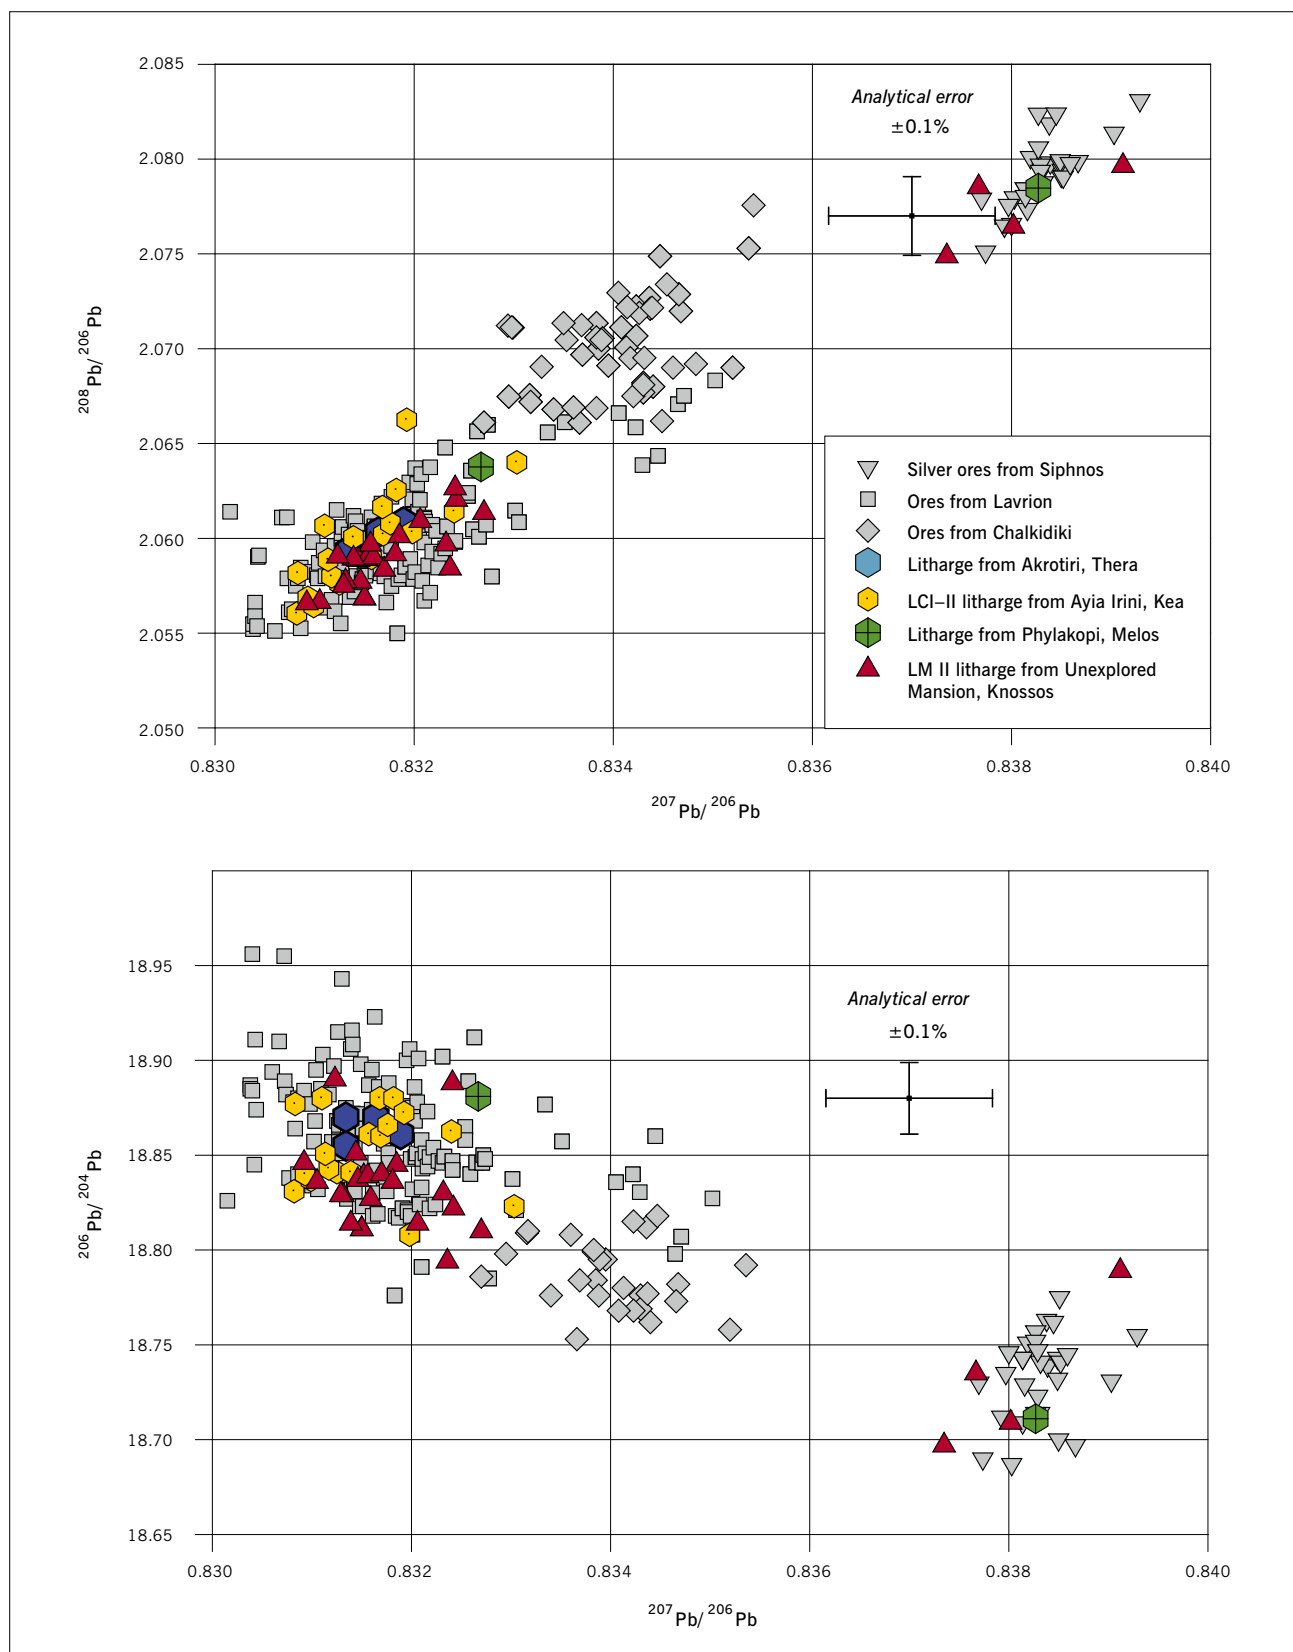 2.085
2.080
2.075
2.070
2.065
2.060
2.055
2.050
²⁰⁸Pb/²⁰⁶Pb
Analytical error
±0.1%
Silver ores from Siphnos
Ores from Lavrion
Ores from Chalkidiki
Litharge from Akrotiri, Thera
LCI–II litharge from Ayia Irini, Kea
Litharge from Phylakopi, Melos
LM II litharge from Unexplored
Mansion, Knossos
0.830 0.832 0.834 0.836 0.838 0.840
²⁰⁷Pb/²⁰⁶Pb
18.95
18.90
18.85
18.80
18.75
18.70
18.65
²⁰⁶Pb/²⁰⁴Pb
Analytical error
±0.1%
0.830 0.832 0.834 0.836 0.838 0.840
²⁰⁷Pb/²⁰⁶Pb